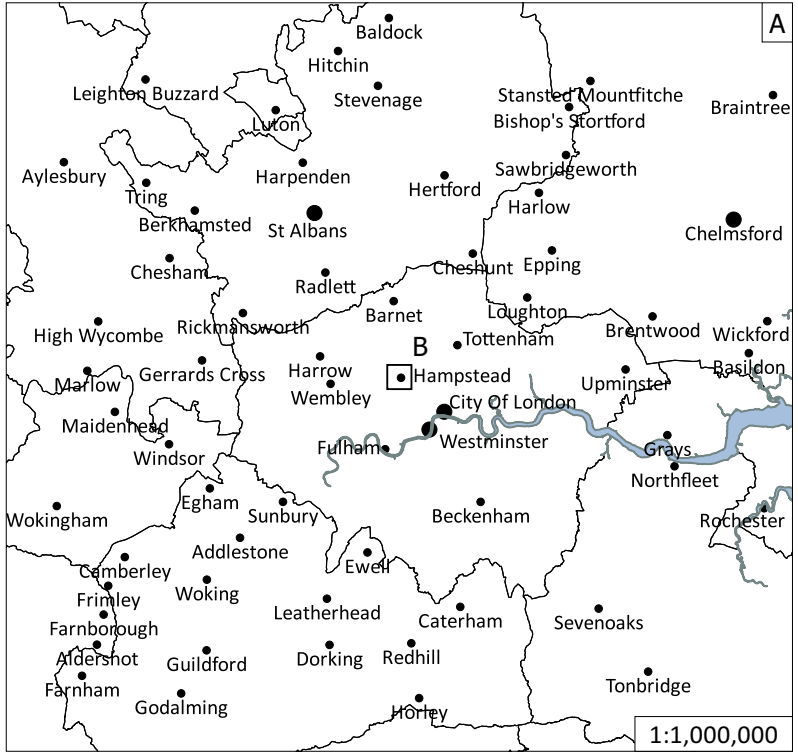 A
Baldock
Hitchin
Leighton Buzzard
Stevenage
Stansted Mountfitche
Braintree
Luton
Bishop's Stortford
Aylesbury
Harpenden
Sawbridgeworth
Tring
Hertford
Harlow
Berkhamsted
St Albans
Chelmsford
Chesham
Cheshunt
Epping
Radlett
Barnet
Loughton
High Wycombe
Rickmansworth
Brentwood
Wickford
B
Tottenham
Marlow
Gerrards Cross
Harrow
Hampstead
Upminster
Basildon
Wembley
City Of London
Maidenhead
Windsor
Fulham
Westminster
Grays
Northfleet
Wokingham
Egham
Sunbury
Beckenham
Rochester
Addlestone
Camberley
Ewell
Frimley
Woking
Leatherhead
Caterham
Sevenoaks
Farnborough
Aldershot
Guildford
Dorking
Redhill
Farnham
Godalming
Horley
Tonbridge
1:1,000,000